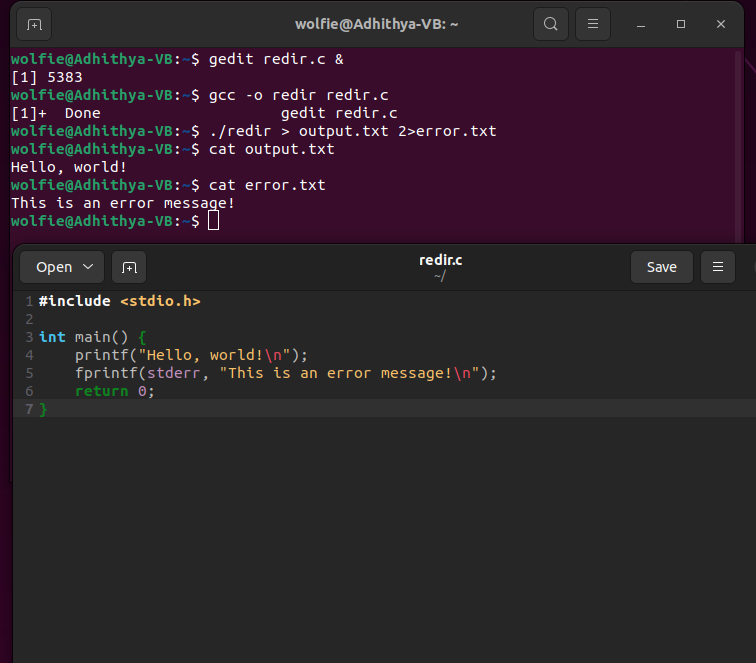 wolfie@Adhithya-VB: ~
wolfie@Adhithya-VB:~$ gedit redir.c &
[1] 5383
wolfie@Adhithya-VB:~$ gcc -o redir redir.c
[1]+  Done                    gedit redir.c
wolfie@Adhithya-VB:~$ ./redir > output.txt 2>error.txt
wolfie@Adhithya-VB:~$ cat output.txt
Hello, world!
wolfie@Adhithya-VB:~$ cat error.txt
This is an error message!
wolfie@Adhithya-VB:~$
Open
redir.c
~/
Save
1 #include <stdio.h>
2
3 int main() {
4     printf("Hello, world!\n");
5     fprintf(stderr, "This is an error message!\n");
6     return 0;
7 }